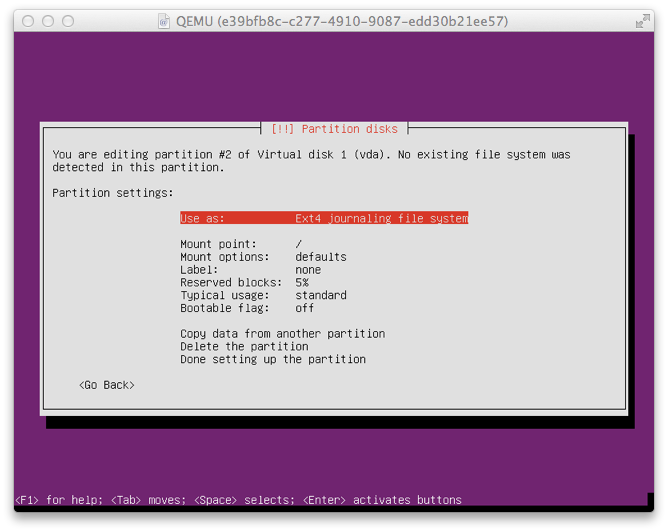 QEMU (e39bfb8c-c277-4910-9087-edd30b21ee57)
[!!] Partition disks
You are editing partition #2 of Virtual disk 1 (vda). No existing file system was
detected in this partition.
Partition settings:
Use as: Ext4 journaling file system
Mount point: /
Mount options: defaults
Label: none
Reserved blocks: 5%
Typical usage: standard
Bootable flag: off
Copy data from another partition
Delete the partition
Done setting up the partition
<Go Back>
<F1> for help; <Tab> moves; <Space> selects; <Enter> activates buttons